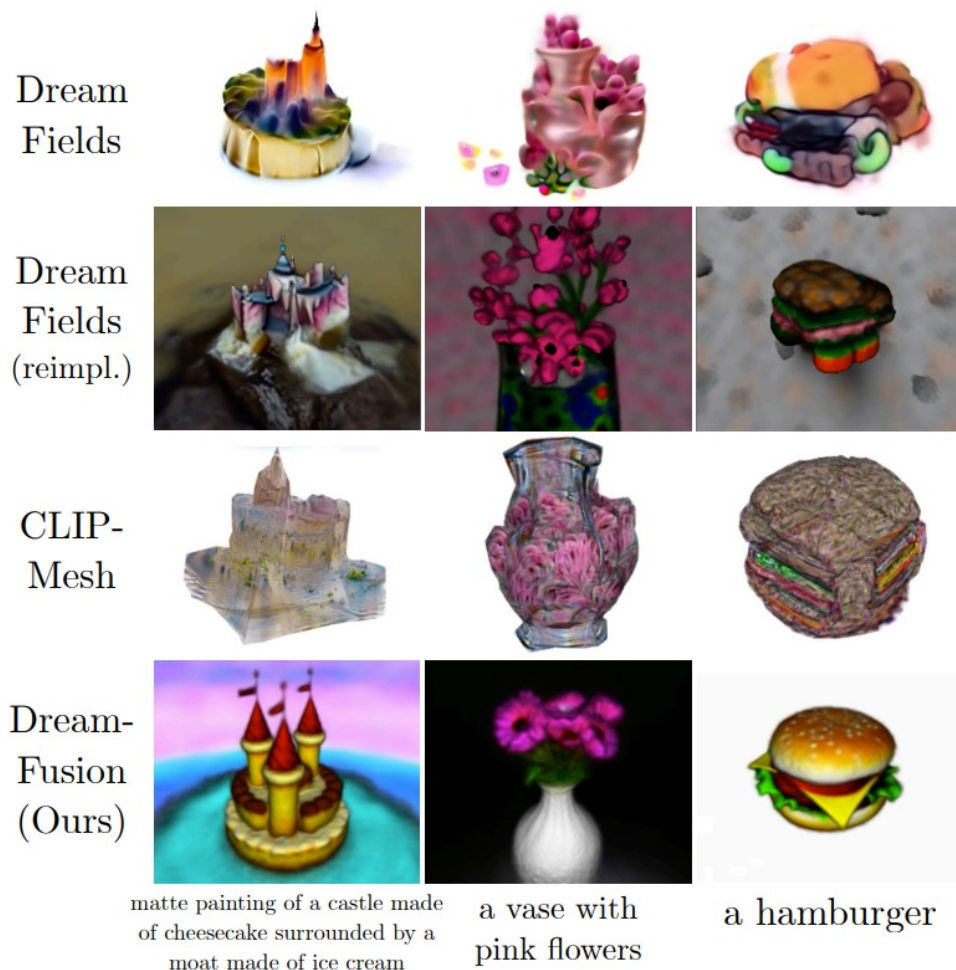 Dream
Fields
Dream
Fields
(reimpl.)
CLIP-
Mesh
Dream-
Fusion
(Ours)
matte painting of a castle made
of cheesecake surrounded by a
moat made of ice cream
a vase with
pink flowers
a hamburger